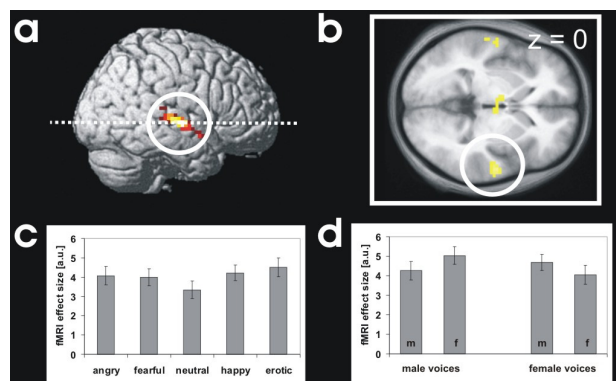 a
b
z = 0
c
fMRI effect size [a.u.]
6
5
4
3
2
1
0
angry fearful neutral happy erotic
d
fMRI effect size [a.u.]
6
5
4
3
2
1
0
m f m f
male voices female voices